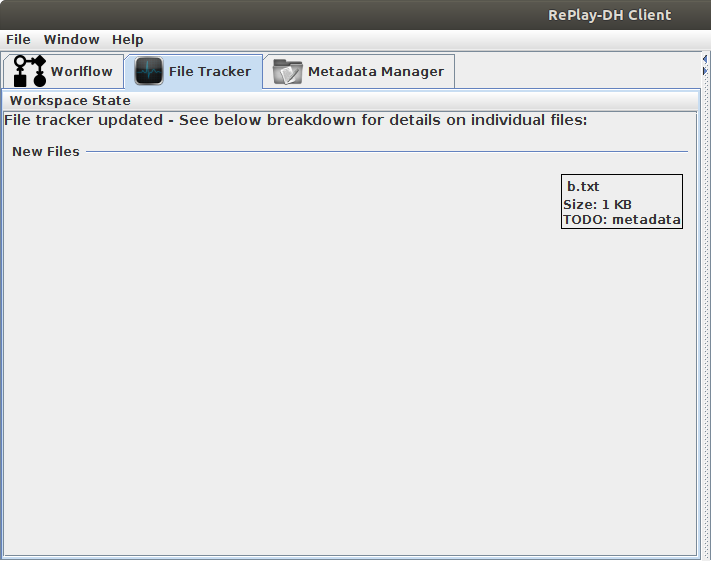 RePlay-DH Client
File Window Help
Worlflow File Tracker Metadata Manager
Workspace State
File tracker updated - See below breakdown for details on individual files:
New Files
b.txt
Size: 1 KB
TODO: metadata